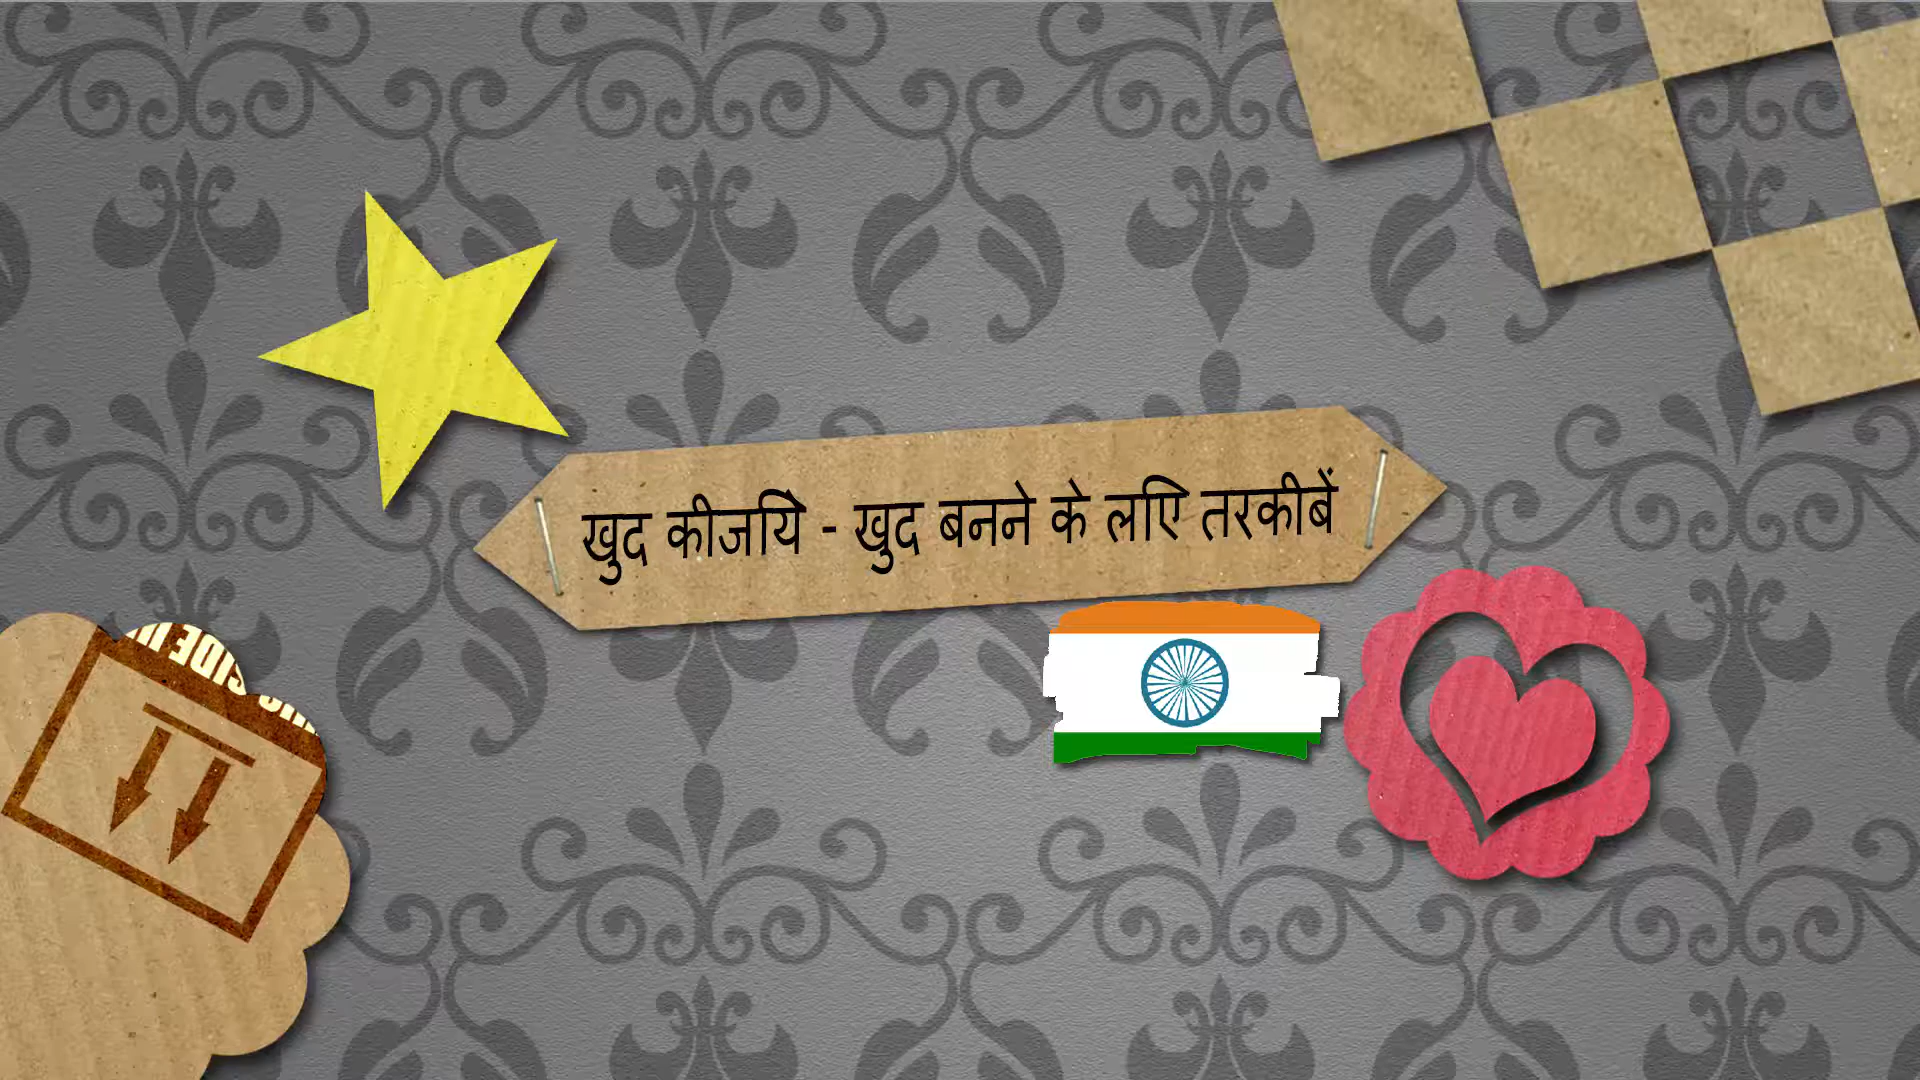 खुद कीजिये - खुद बनने के लिए तरकीबें